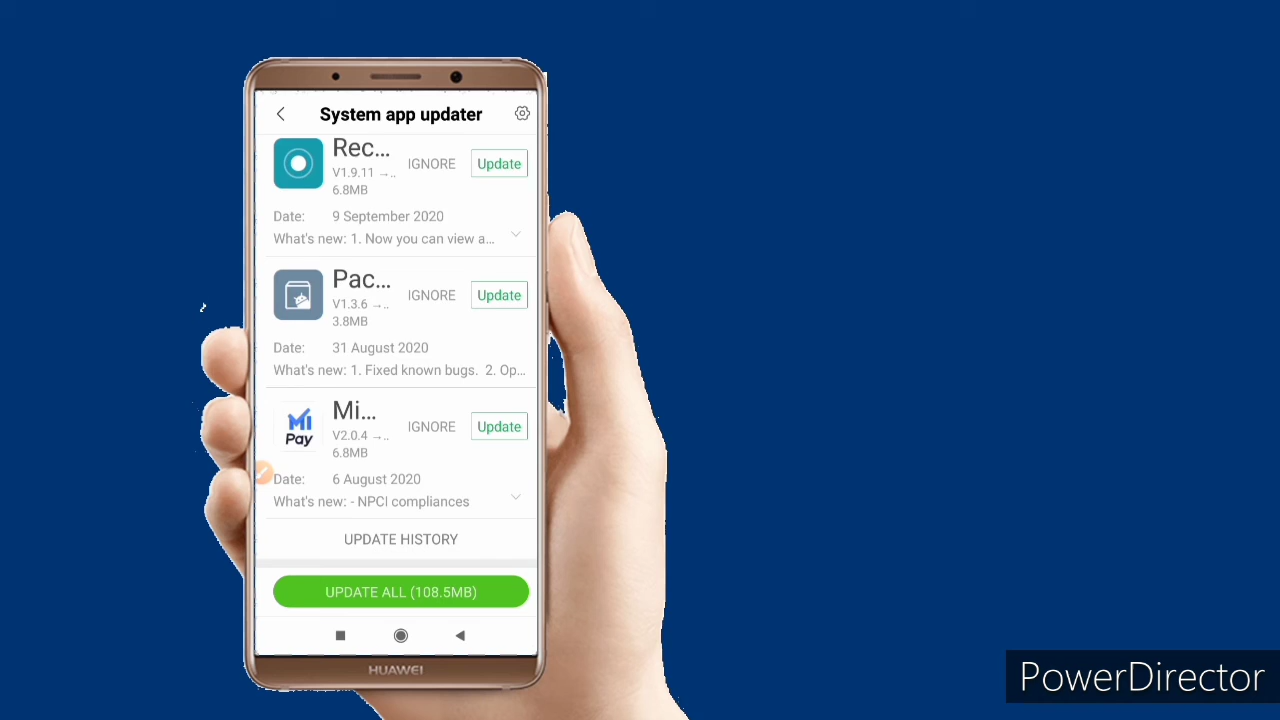 System app updater
Rec...
IGNORE
Update
V1.9.11 →..
6.8MB
Date: 9 September 2020
What's new: 1. Now you can view a...
Pac...
IGNORE
Update
V1.3.6 →..
3.8MB
Date: 31 August 2020
What's new: 1. Fixed known bugs. 2. Op...
MI
Pay
Mi...
IGNORE
Update
V2.0.4 →..
6.8MB
Date: 6 August 2020
What's new: - NPCI compliances
UPDATE HISTORY
UPDATE ALL (108.5MB)
HUAWEI
PowerDirector